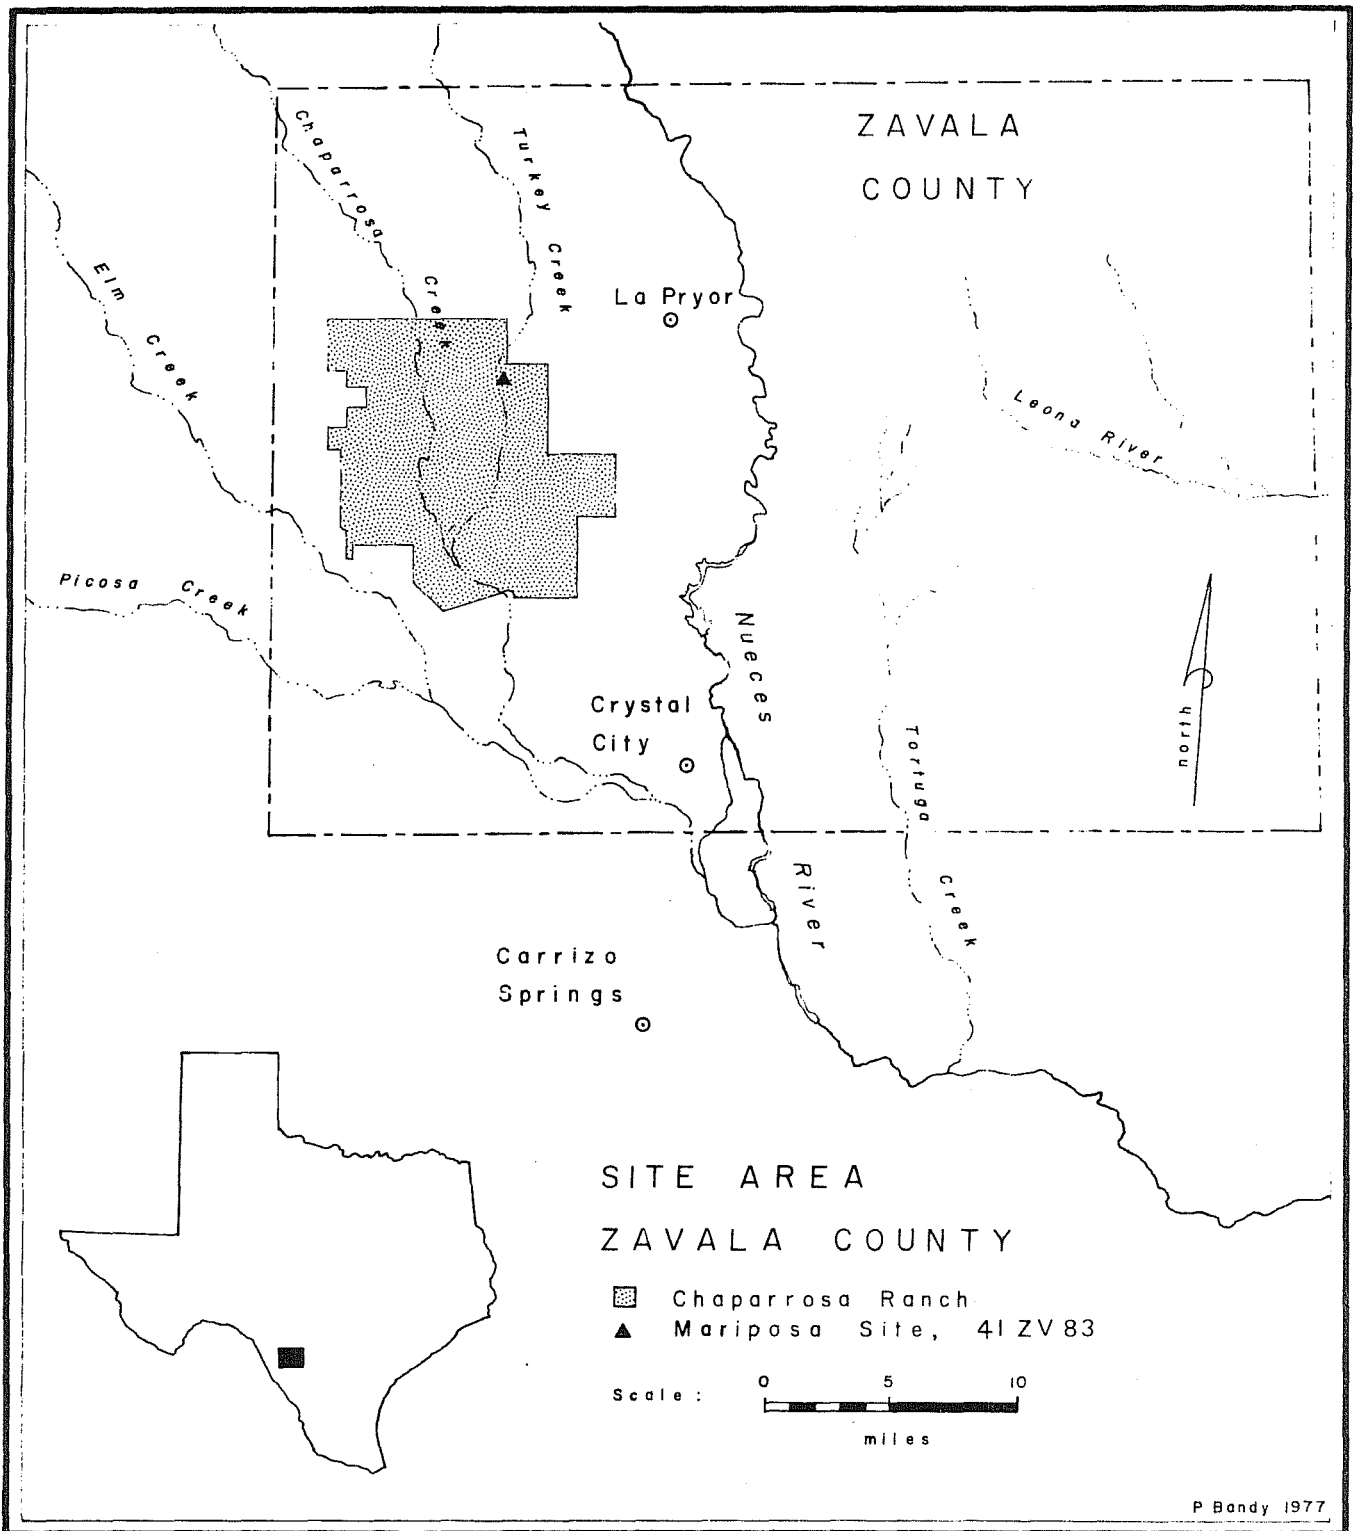 ZAVALA
COUNTY
Chaparrosa Creek
Turkey Creek
Elm Creek
La Pryor
Leona River
Picosa Creek
Nueces River
Crystal
City
north
Tortuga Creek
Carrizo
Springs
SITE AREA
ZAVALA COUNTY
Chaparrosa Ranch
Mariposa Site, 41 ZV 83
Scale :
0 5 10
miles
P Bandy 1977